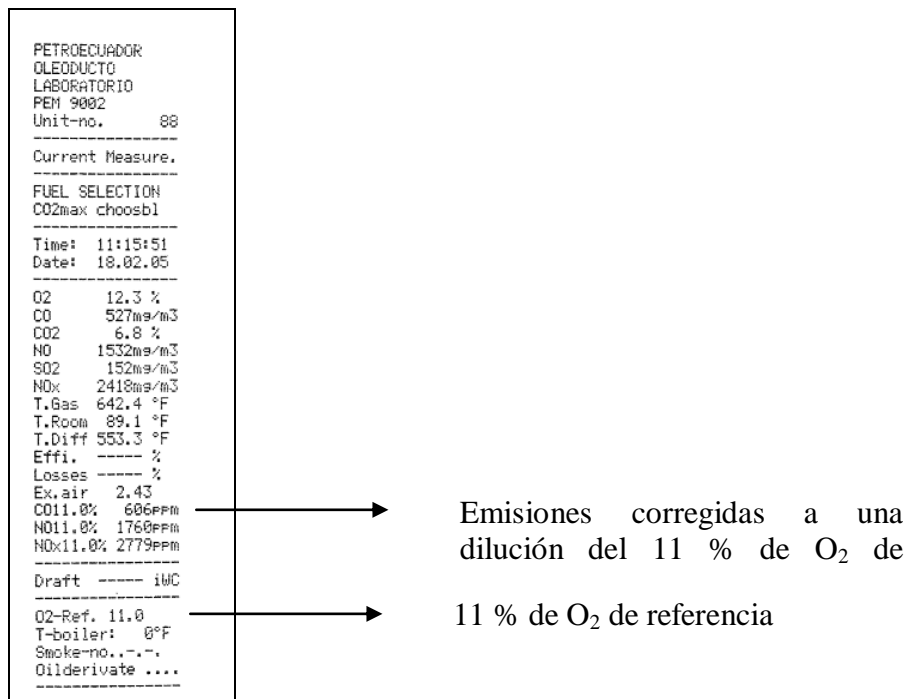 PETROECUADOR
OLEODUCTO
LABORATORIO
PEM 9002
Unit-no. 88
----------------
Current Measure.
----------------
FUEL SELECTION
CO2max choosbl
----------------
Time: 11:15:51
Date: 18.02.05
----------------
O2 12.3 %
CO 527mg/m3
CO2 6.8 %
NO 1532mg/m3
SO2 152mg/m3
NOx 2418mg/m3
T.Gas 642.4 °F
T.Room 89.1 °F
T.Diff 553.3 °F
Effi. ----- %
Losses ----- %
Ex.air 2.43
CO11.0% 606ppm
NO11.0% 1760ppm
NOx11.0% 2779ppm
----------------
Draft ----- iWC
----------------
O2-Ref. 11.0
T-boiler: 0°F
Smoke-no..-.-.
Oilderivate ....
----------------
Emisiones corregidas a una
dilución del 11 % de O₂ de
11 % de O₂ de referencia